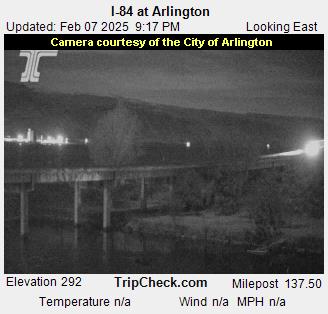 I-84 at Arlington
Updated: Feb 07 2025  9:17 PM  Looking East
Camera courtesy of the City of Arlington
Elevation 292  TripCheck.com  Milepost  137.50
Temperature n/a  Wind n/a  MPH n/a